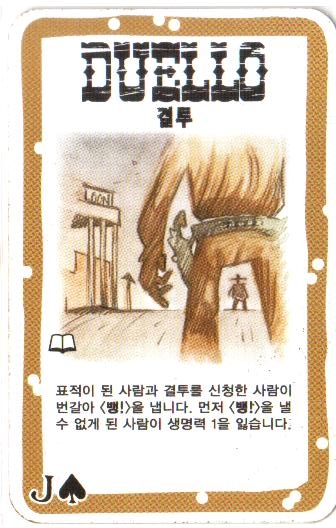 DUELLO
결투
LOON
표적이 된 사람과 결투를 신청한 사람이
번갈아 〈뱅!〉을 냅니다. 먼저 〈뱅!〉을 낼
수 없게 된 사람이 생명력 1을 잃습니다.
J♠